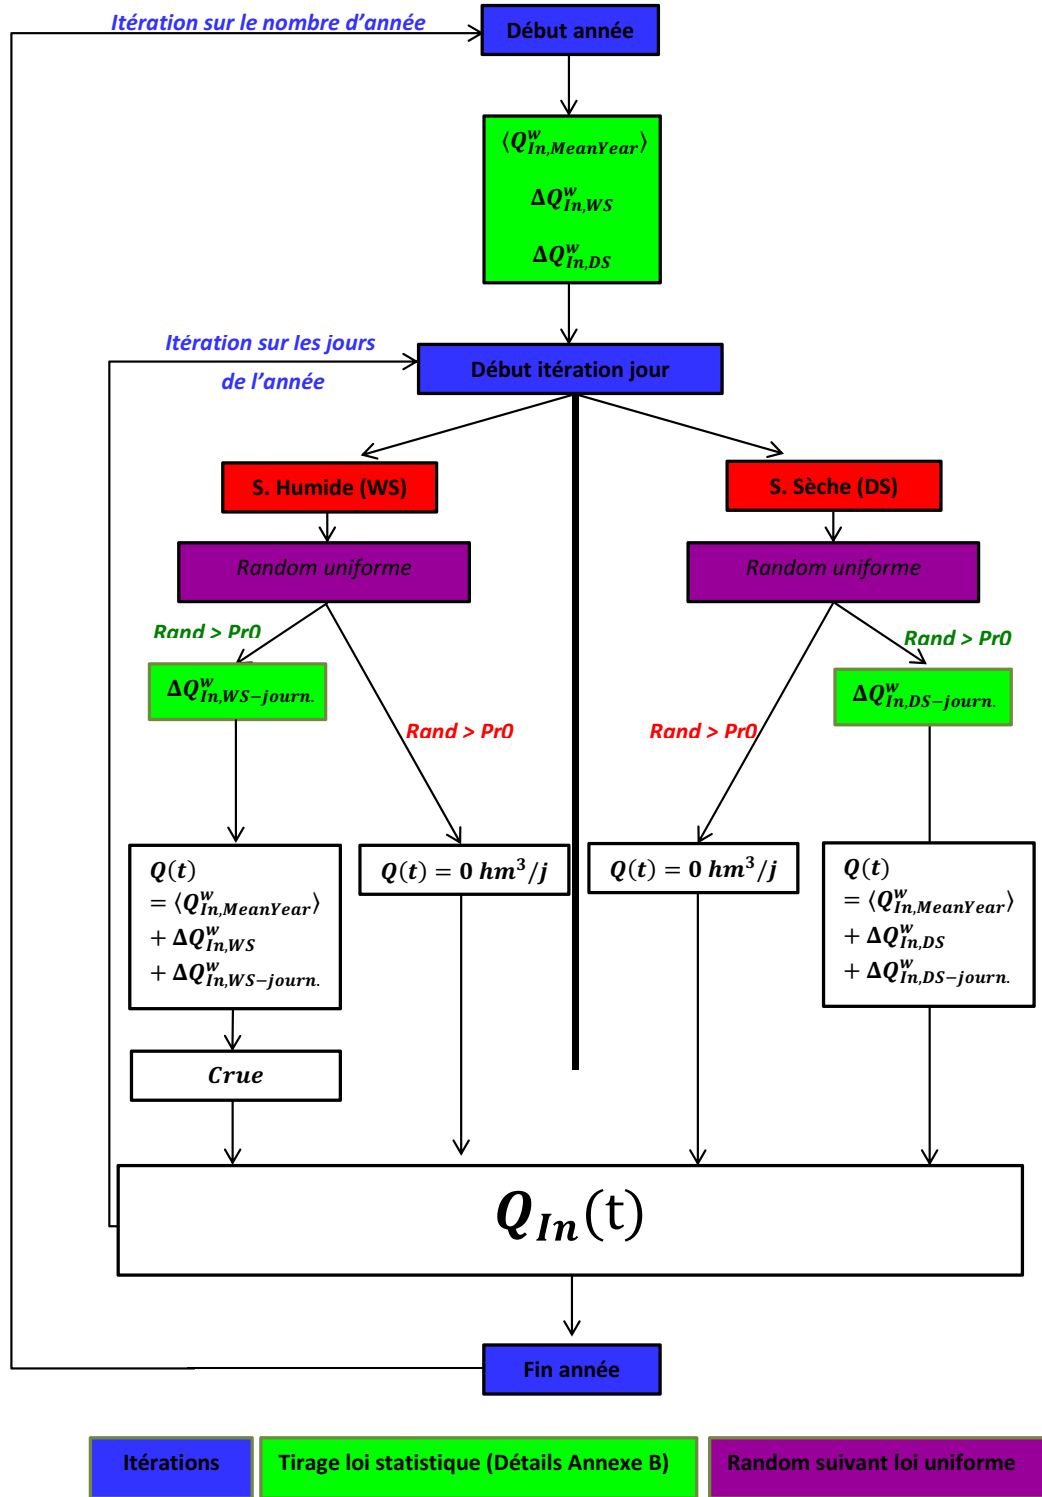 Itération sur le nombre d'année
Début année
⟨Q^w_{In,MeanYear}⟩
ΔQ^w_{In,WS}
ΔQ^w_{In,DS}
Itération sur les jours
de l'année
Début itération jour
S. Humide (WS)
S. Sèche (DS)
Random uniforme
Random uniforme
Rand > Pr0
Rand > Pr0
ΔQ^w_{In,WS−journ.}
ΔQ^w_{In,DS−journ.}
Rand > Pr0
Rand > Pr0
Q(t)
= ⟨Q^w_{In,MeanYear}⟩
+ ΔQ^w_{In,WS}
+ ΔQ^w_{In,WS−journ.}
Q(t) = 0 hm³/j
Q(t) = 0 hm³/j
Q(t)
= ⟨Q^w_{In,MeanYear}⟩
+ ΔQ^w_{In,DS}
+ ΔQ^w_{In,DS−journ.}
Crue
Q_{In}(t)
Fin année
Itérations
Tirage loi statistique (Détails Annexe B)
Random suivant loi uniforme